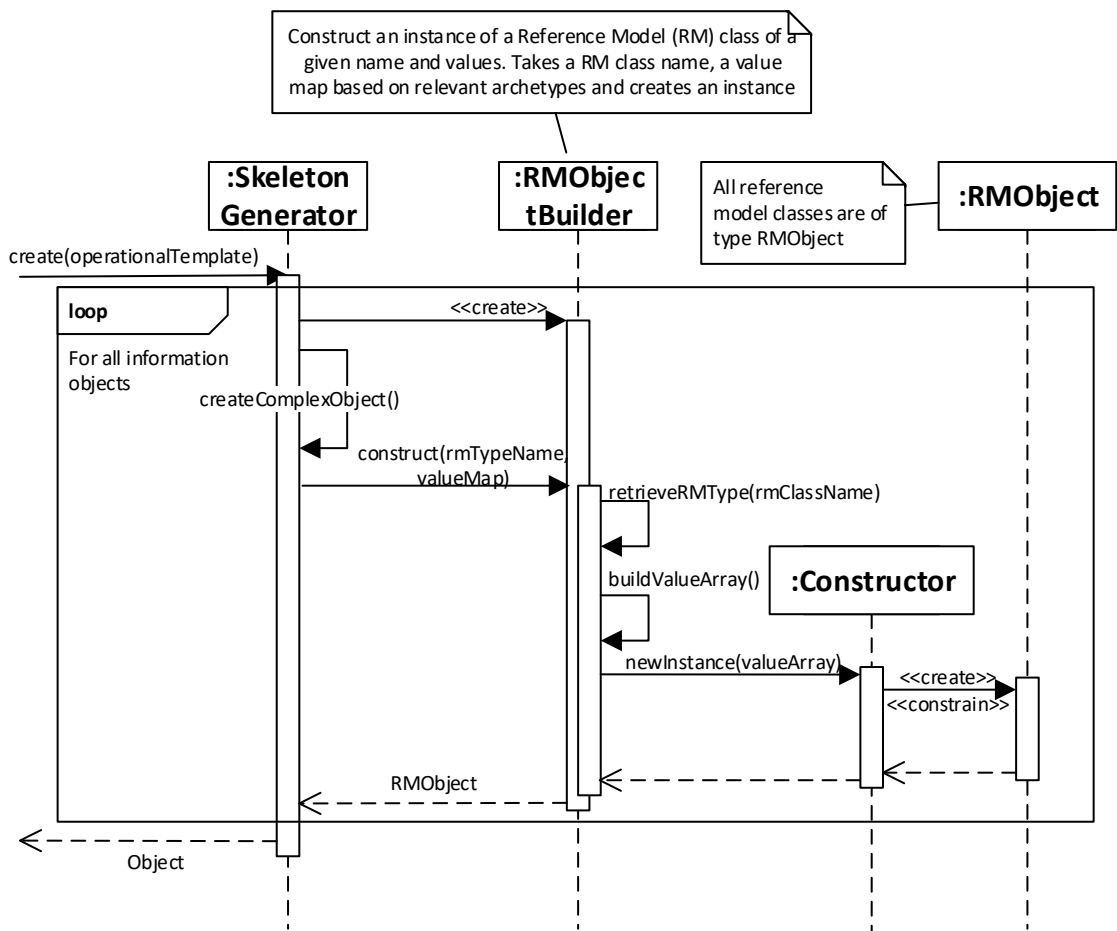 Construct an instance of a Reference Model (RM) class of a
given name and values. Takes a RM class name, a value
map based on relevant archetypes and creates an instance
:Skeleton
Generator
:RMObjec
tBuilder
All reference
model classes are of
type RMObject
:RMObject
create(operationalTemplate)
loop
<<create>>
For all information
objects
createComplexObject()
construct(rmTypeName,
valueMap)
retrieveRMType(rmClassName)
:Constructor
buildValueArray()
newInstance(valueArray)
<<create>>
<<constrain>>
RMObject
Object